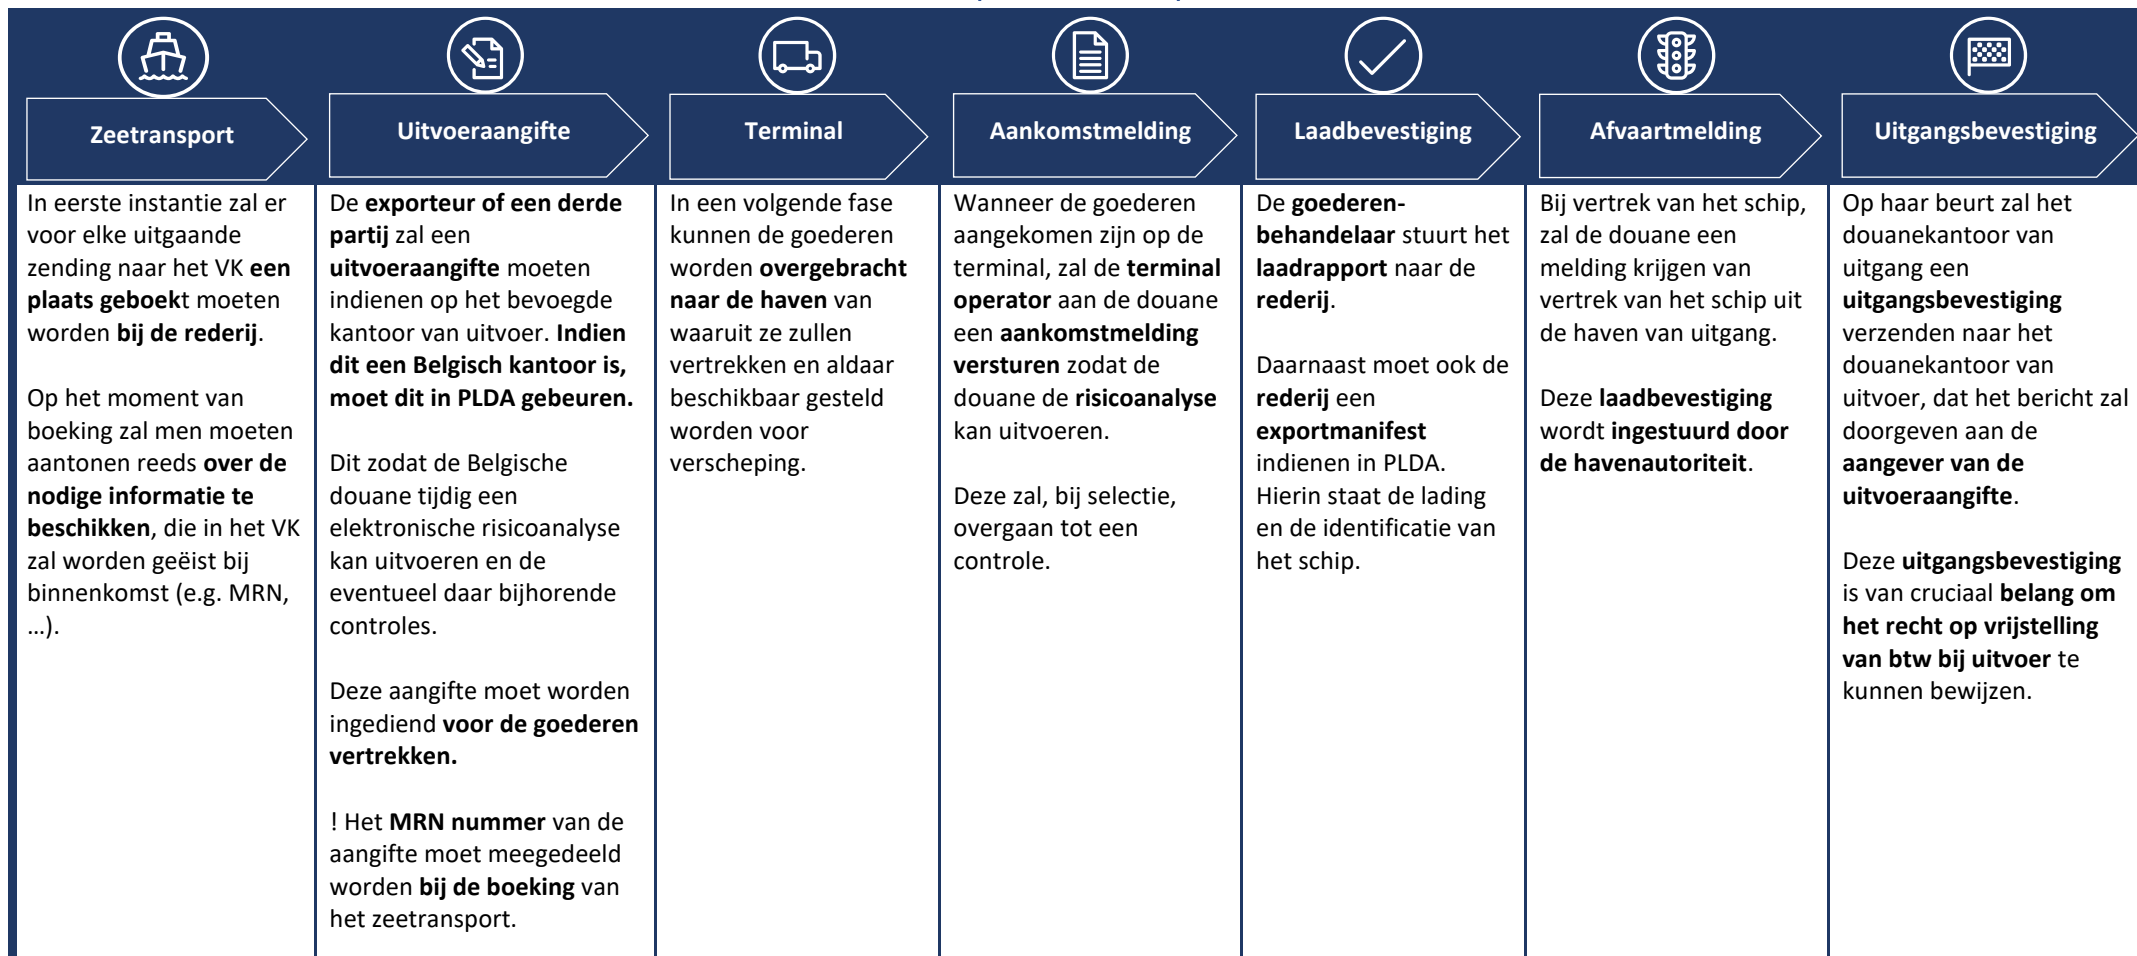 Zeetransport
In eerste instantie zal er
voor elke uitgaande
zending naar het VK een
plaats geboekt moeten
worden bij de rederij.
Op het moment van
boeking zal men moeten
aantonen reeds over de
nodige informatie te
beschikken, die in het VK
zal worden geëist bij
binnenkomst (e.g. MRN,
…).
Uitvoeraangifte
De exporteur of een derde
partij zal een
uitvoeraangifte moeten
indienen op het bevoegde
kantoor van uitvoer. Indien
dit een Belgisch kantoor is,
moet dit in PLDA gebeuren.
Dit zodat de Belgische
douane tijdig een
elektronische risicoanalyse
kan uitvoeren en de
eventueel daar bijhorende
controles.
Deze aangifte moet worden
ingediend voor de goederen
vertrekken.
! Het MRN nummer van de
aangifte moet meegedeeld
worden bij de boeking van
het zeetransport.
Terminal
In een volgende fase
kunnen de goederen
worden overgebracht
naar de haven van
waaruit ze zullen
vertrekken en aldaar
beschikbaar gesteld
worden voor
verscheping.
Aankomstmelding
Wanneer de goederen
aangekomen zijn op de
terminal, zal de terminal
operator aan de douane
een aankomstmelding
versturen zodat de
douane de risicoanalyse
kan uitvoeren.
Deze zal, bij selectie,
overgaan tot een
controle.
Laadbevestiging
De goederen-
behandelaar stuurt het
laadrapport naar de
rederij.
Daarnaast moet ook de
rederij een
exportmanifest
indienen in PLDA.
Hierin staat de lading
en de identificatie van
het schip.
Afvaartmelding
Bij vertrek van het schip,
zal de douane een
melding krijgen van
vertrek van het schip uit
de haven van uitgang.
Deze laadbevestiging
wordt ingestuurd door
de havenautoriteit.
Uitgangsbevestiging
Op haar beurt zal het
douanekantoor van
uitgang een
uitgangsbevestiging
verzenden naar het
douanekantoor van
uitvoer, dat het bericht zal
doorgeven aan de
aangever van de
uitvoeraangifte.
Deze uitgangsbevestiging
is van cruciaal belang om
het recht op vrijstelling
van btw bij uitvoer te
kunnen bewijzen.